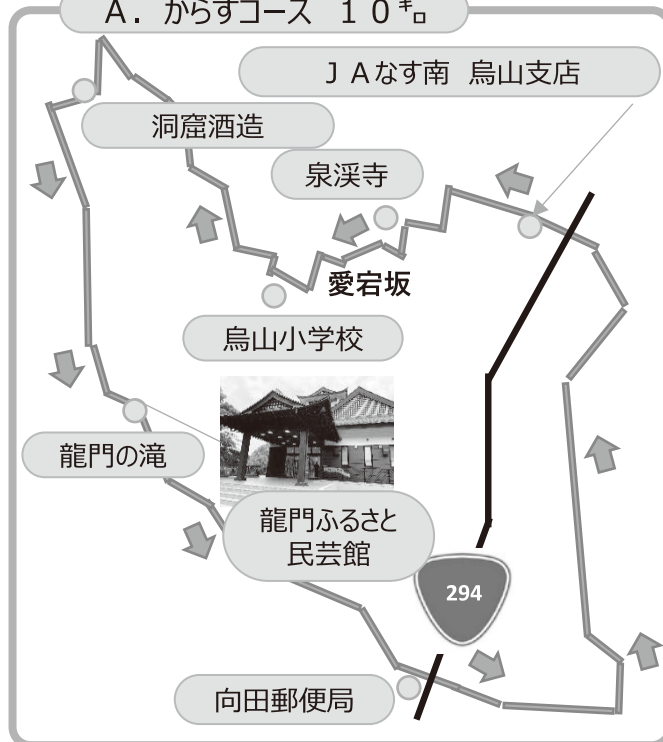 A. からすコース 10㌔
JAなす南 烏山支店
洞窟酒造
泉渓寺
愛宕坂
烏山小学校
龍門の滝
龍門ふるさと
民芸館
294
向田郵便局